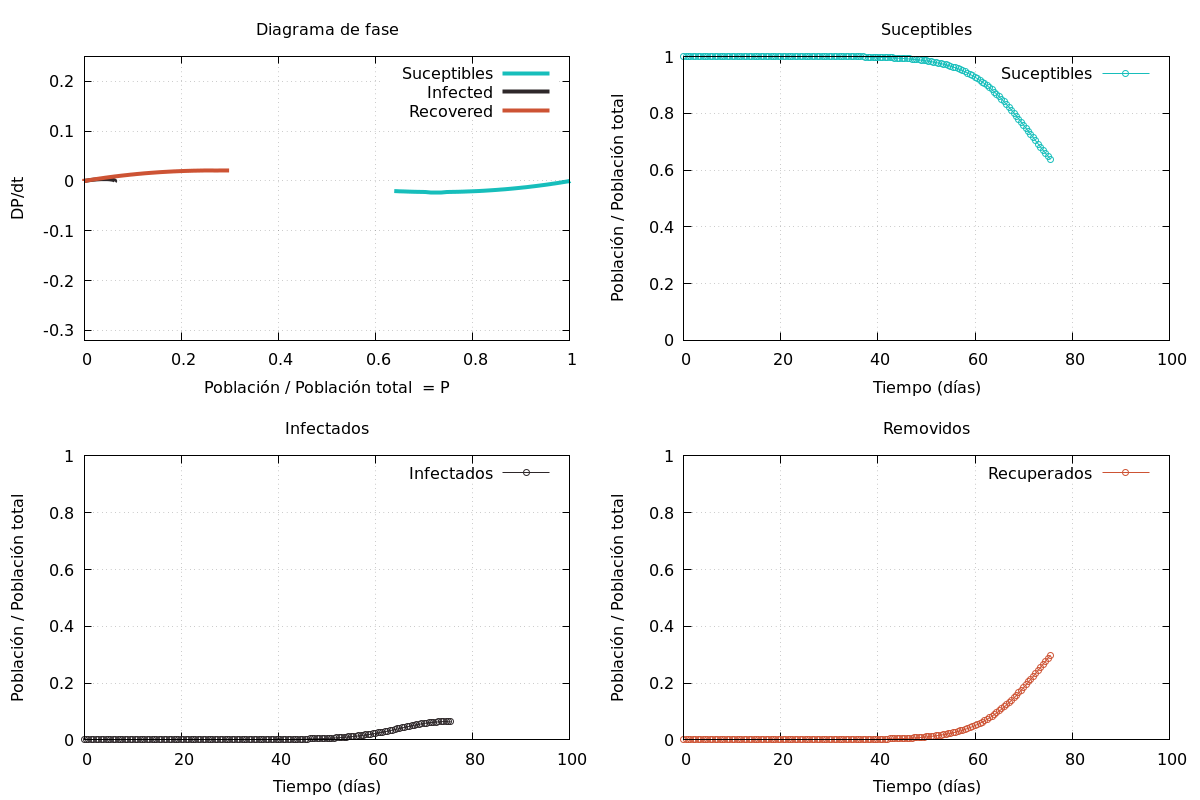 Diagrama de fase
DP/dt
0.2
0.1
0
-0.1
-0.2
-0.3
Suceptibles
Infected
Recovered
0 0.2 0.4 0.6 0.8 1
Población / Población total = P
Suceptibles
Población / Población total
1
0.8
0.6
0.4
0.2
0
Suceptibles
0 20 40 60 80 100
Tiempo (días)
Infectados
Población / Población total
1
0.8
0.6
0.4
0.2
0
Infectados
0 20 40 60 80 100
Tiempo (días)
Removidos
Población / Población total
1
0.8
0.6
0.4
0.2
0
Recuperados
0 20 40 60 80 100
Tiempo (días)